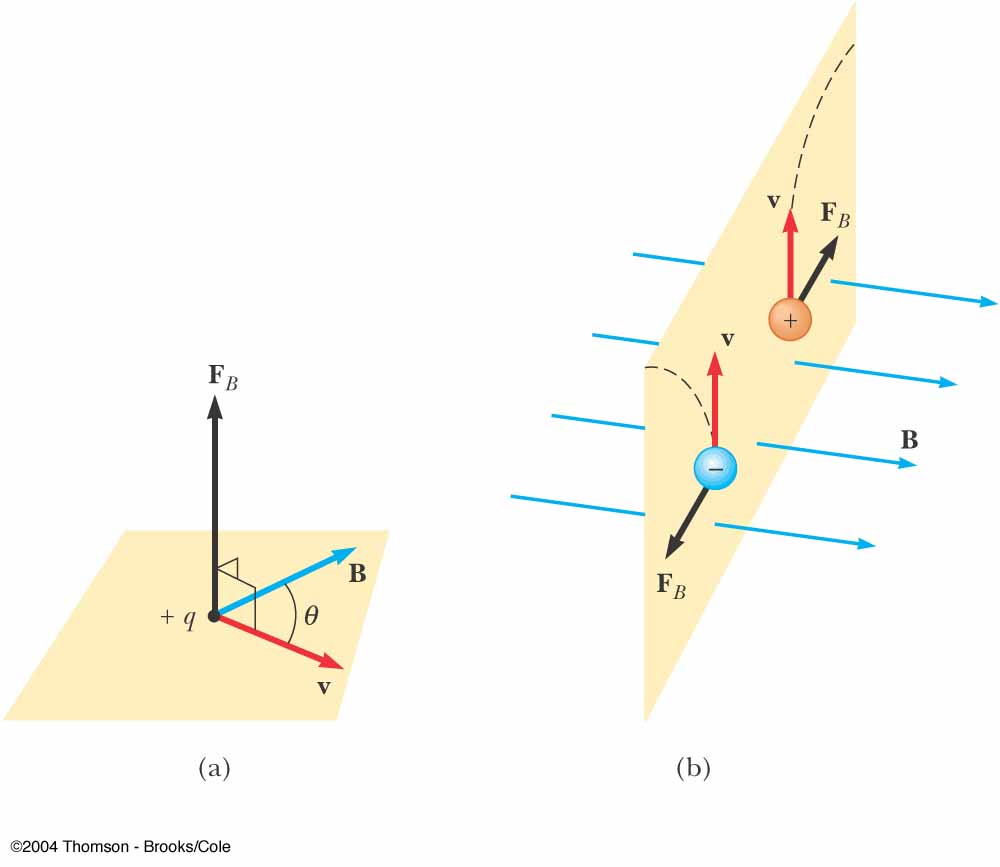 F_B
B
+ q
θ
v
(a)
v
F_B
+
v
B
−
F_B
(b)
©2004 Thomson - Brooks/Cole